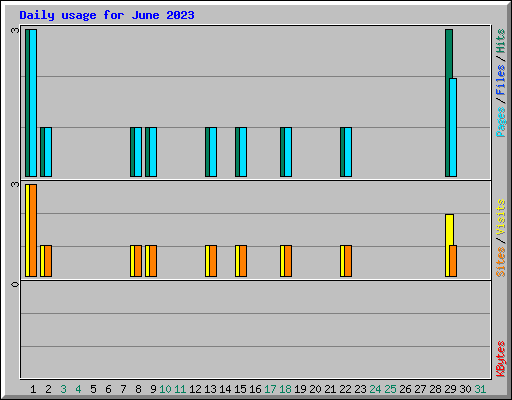 Daily usage for June 2023
3
3
0
Pages / Files / Hits
Sites / Visits
KBytes
1 2 3 4 5 6 7 8 9 10 11 12 13 14 15 16 17 18 19 20 21 22 23 24 25 26 27 28 29 30 31